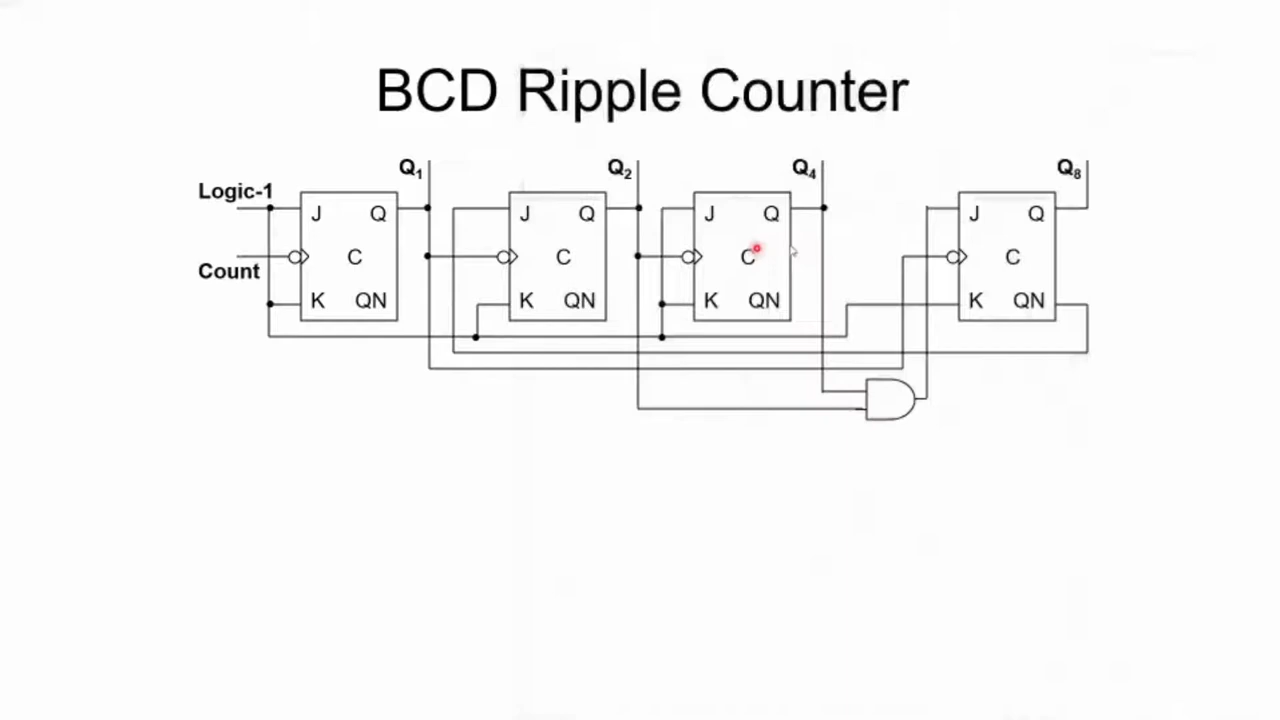 BCD Ripple Counter
Q1 Q2 Q4 Q8
Logic-1
J Q J Q J Q J Q
C C C C
Count
K QN K QN K QN K QN